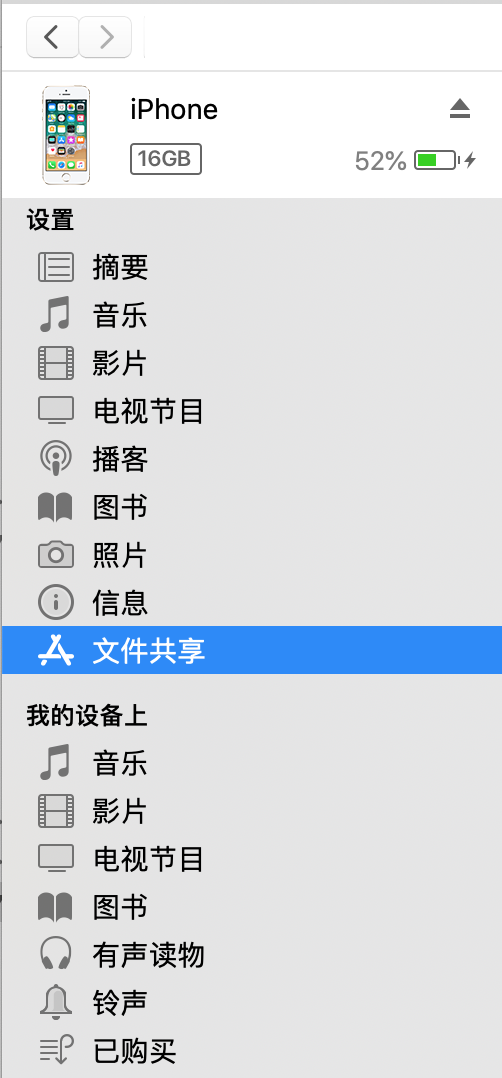 iPhone
16GB
52%
设置
摘要
音乐
影片
电视节目
播客
图书
照片
信息
文件共享
我的设备上
音乐
影片
电视节目
图书
有声读物
铃声
已购买